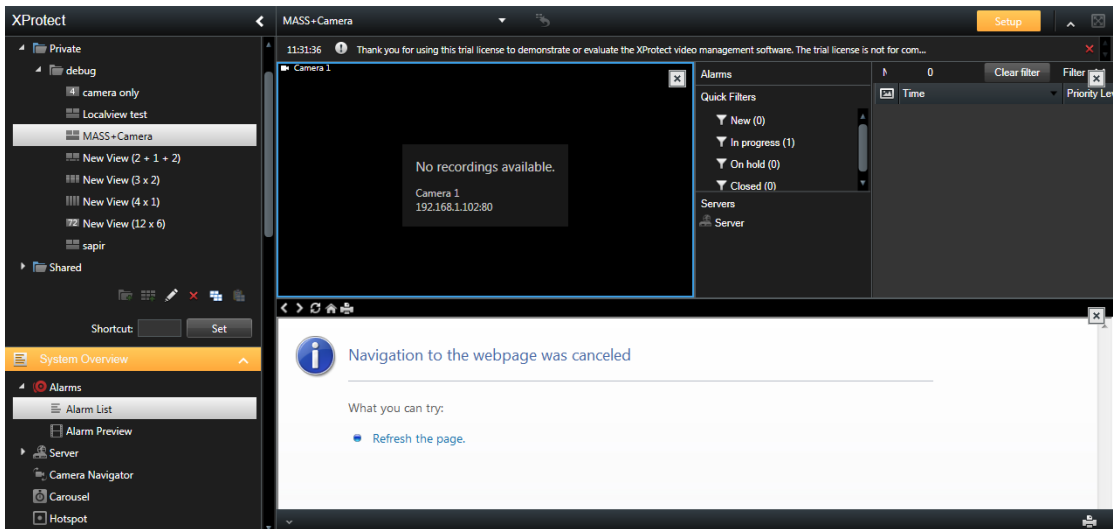 XProtect
MASS+Camera
Setup
11:31:36 Thank you for using this trial license to demonstrate or evaluate the XProtect video management software. The trial license is not for com...
Private
debug
4 camera only
Localview test
MASS+Camera
New View (2 + 1 + 2)
New View (3 x 2)
New View (4 x 1)
72 New View (12 x 6)
sapir
Shared
Shortcut: Set
System Overview
Alarms
Alarm List
Alarm Preview
Server
Camera Navigator
Carousel
Hotspot
Camera 1
No recordings available.
Camera 1
192.168.1.102:80
Alarms
Quick Filters
New (0)
In progress (1)
On hold (0)
Closed (0)
Servers
Server
0 Clear filter Filter
Time Priority Le
Navigation to the webpage was canceled
What you can try:
Refresh the page.